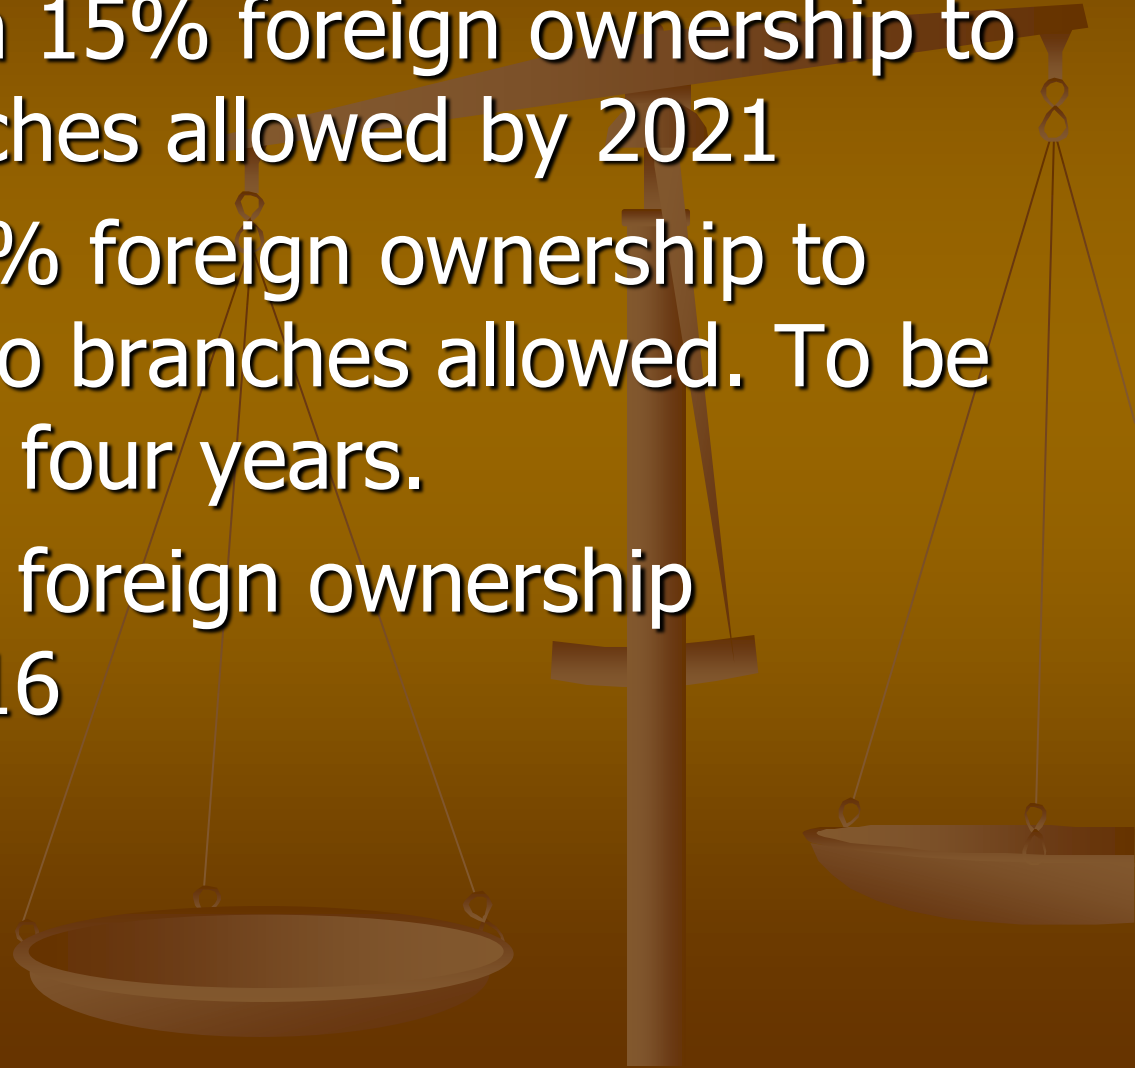 15% foreign ownership to
ches allowed by 2021
% foreign ownership to
o branches allowed. To be
four years.
foreign ownership
16